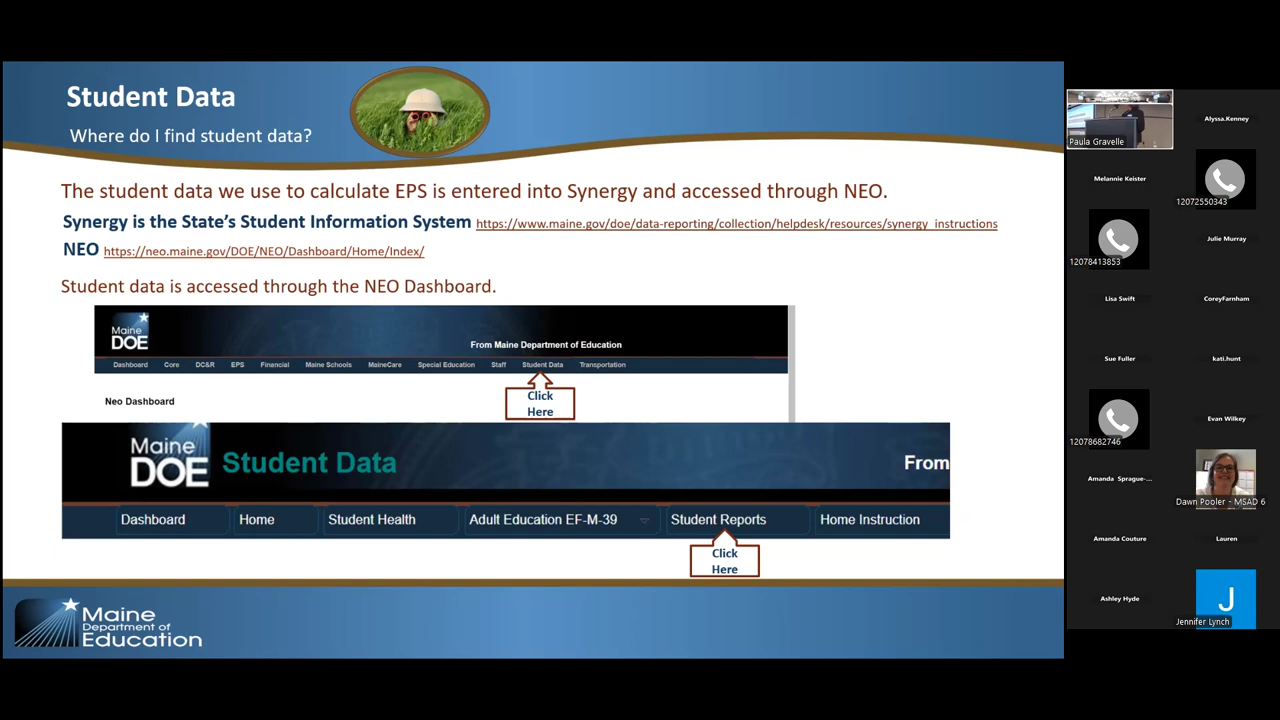 Student Data
Where do I find student data?
The student data we use to calculate EPS is entered into Synergy and accessed through NEO.
Synergy is the State's Student Information System https://www.maine.gov/doe/data-reporting/collection/helpdesk/resources/synergy_instructions
NEO https://neo.maine.gov/DOE/NEO/Dashboard/Home/Index/
Student data is accessed through the NEO Dashboard.
Maine
DOE
From Maine Department of Education
Dashboard Core DC&R EPS Financial Maine Schools MaineCare Special Education Staff Student Data Transportation
Click
Here
Neo Dashboard
Maine
DOE
Student Data
From
Dashboard Home Student Health Adult Education EF-M-39 Student Reports Home Instruction
Click
Here
Maine
Department of
Education
Paula Gravelle
Alyssa.Kenney
Melannie Keister
12072550343
12078413853
Julie Murray
Lisa Swift
CoreyFarnham
Sue Fuller
kati.hunt
12078682746
Evan Wilkey
Amanda Sprague-...
Dawn Pooler - MSAD 6
Amanda Couture
Lauren
Ashley Hyde
J
Jennifer Lynch